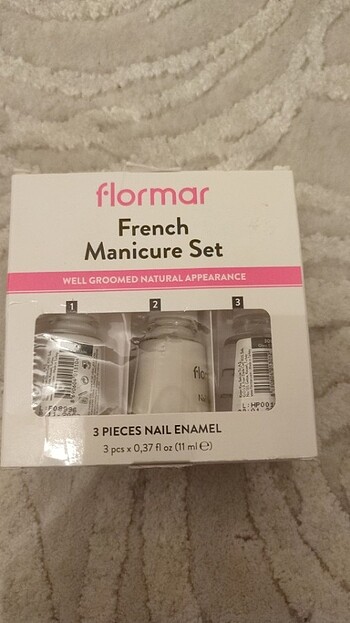 flormar
French
Manicure Set
WELL GROOMED NATURAL APPEARANCE
1 2 3
flormar
3 PIECES NAIL ENAMEL
3 pcs x 0,37 fl oz (11 ml ℮)